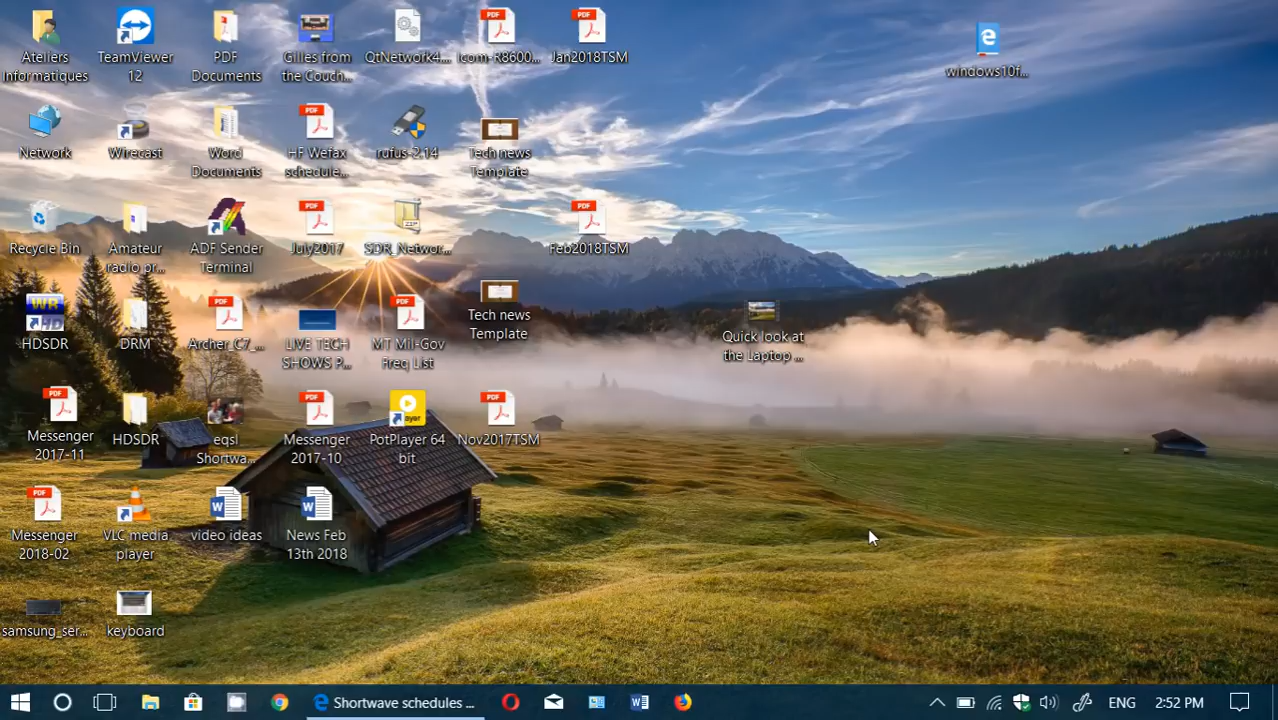 Ateliers
Informatiques
TeamViewer
12
PDF
Documents
Gilles from
the Couch...
QtNetwork4....
Icom-R8600...
Jan2018TSM
windows10f...
Network
Wirecast
Word
Documents
HF Wefax
schedule...
rufus-2.14
Tech news
Template
Recycle Bin
Amateur
radio pr...
ADF Sender
Terminal
July2017
SDR_Networ...
Feb2018TSM
HDSDR
DRM
Archer_C7_...
LIVE TECH
SHOWS P...
MT Mil-Gov
Freq List
Tech news
Template
Quick look at
the Laptop ...
Messenger
2017-11
HDSDR
eqsl
Shortwa...
Messenger
2017-10
PotPlayer 64
bit
Nov2017TSM
Messenger
2018-02
VLC media
player
video ideas
News Feb
13th 2018
samsung_ser...
keyboard
Shortwave schedules ...
ENG
2:52 PM